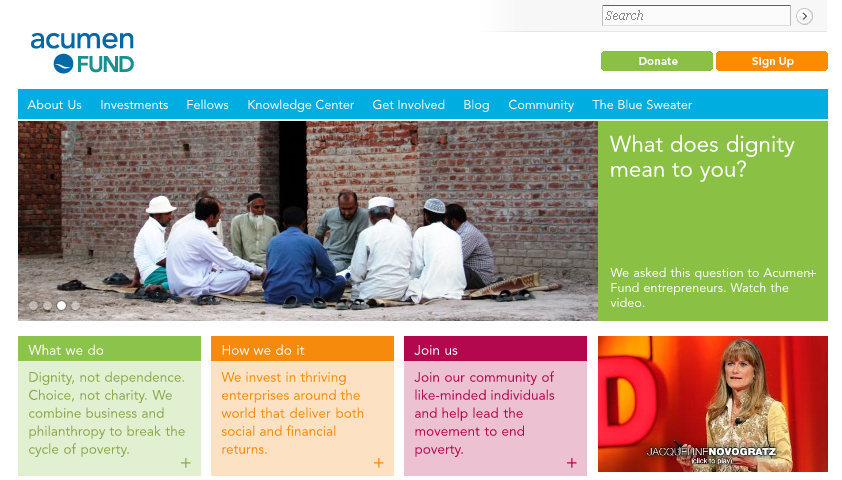 Search
acumen
FUND
Donate
Sign Up
About Us Investments Fellows Knowledge Center Get Involved Blog Community The Blue Sweater
What does dignity
mean to you?
We asked this question to Acumen+
Fund entrepreneurs. Watch the
video.
What we do
Dignity, not dependence.
Choice, not charity. We
combine business and
philanthropy to break the
cycle of poverty.
+
How we do it
We invest in thriving
enterprises around the
world that deliver both
social and financial
returns.
+
Join us
Join our community of
like-minded individuals
and help lead the
movement to end
poverty.
+
D
JACQUELINE NOVOGRATZ
(click to play)